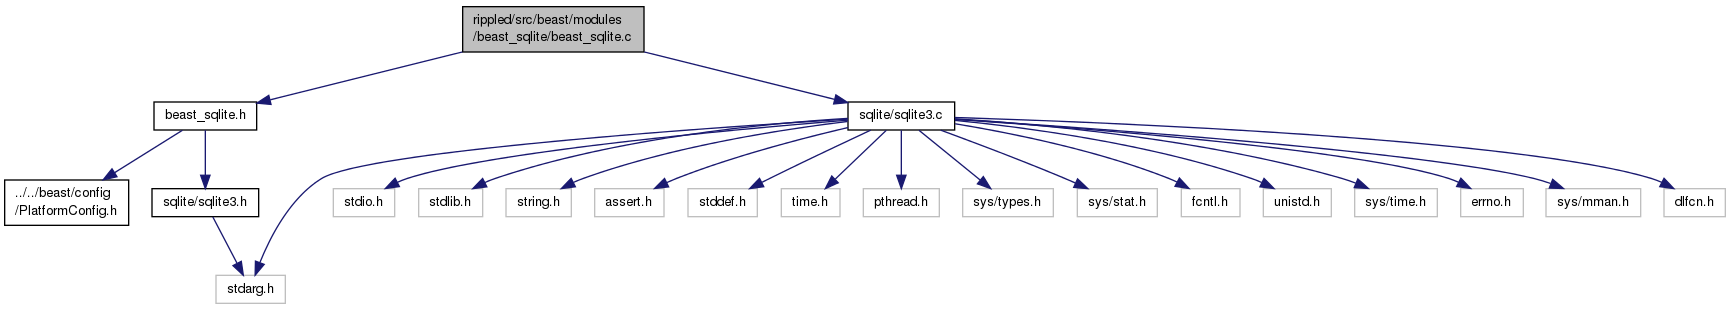 rippled/src/beast/modules
/beast_sqlite/beast_sqlite.c
beast_sqlite.h
sqlite/sqlite3.c
../../beast/config
/PlatformConfig.h
sqlite/sqlite3.h
stdio.h
stdlib.h
string.h
assert.h
stddef.h
time.h
pthread.h
sys/types.h
sys/stat.h
fcntl.h
unistd.h
sys/time.h
errno.h
sys/mman.h
dlfcn.h
stdarg.h